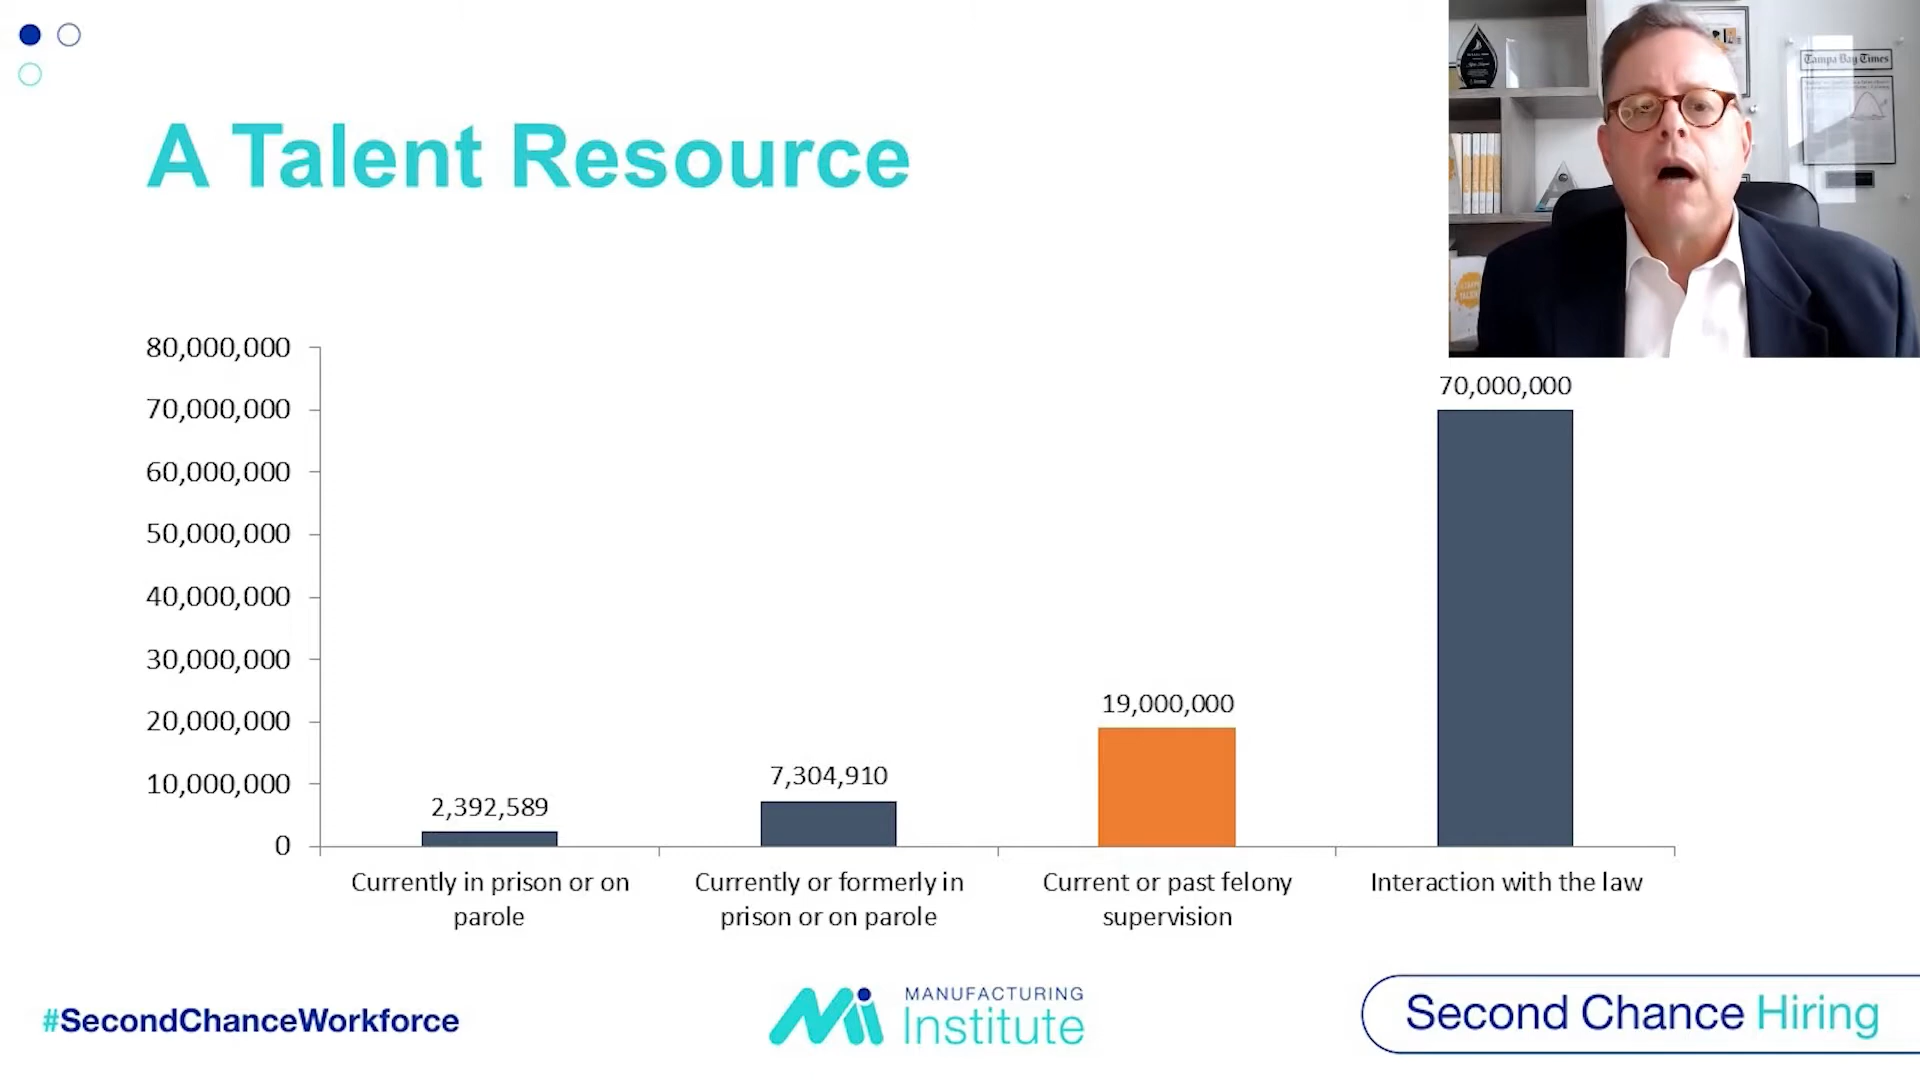 A Talent Resource
Tampa Bay Times
80,000,000
70,000,000
60,000,000
50,000,000
40,000,000
30,000,000
20,000,000
10,000,000
0
2,392,589
7,304,910
19,000,000
70,000,000
Currently in prison or on
parole
Currently or formerly in
prison or on parole
Current or past felony
supervision
Interaction with the law
#SecondChanceWorkforce
MANUFACTURING
Institute
Second Chance Hiring